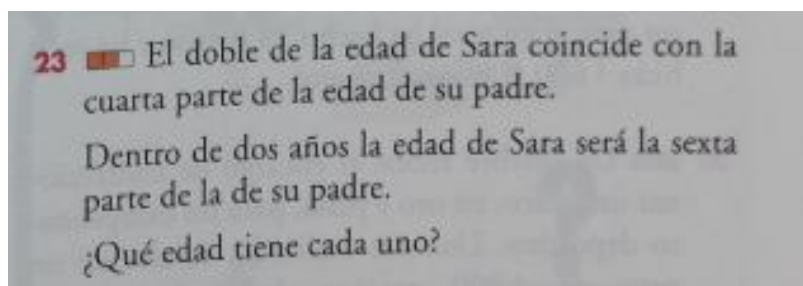 23 El doble de la edad de Sara coincide con la
cuarta parte de la edad de su padre.
Dentro de dos años la edad de Sara será la sexta
parte de la de su padre.
¿Qué edad tiene cada uno?